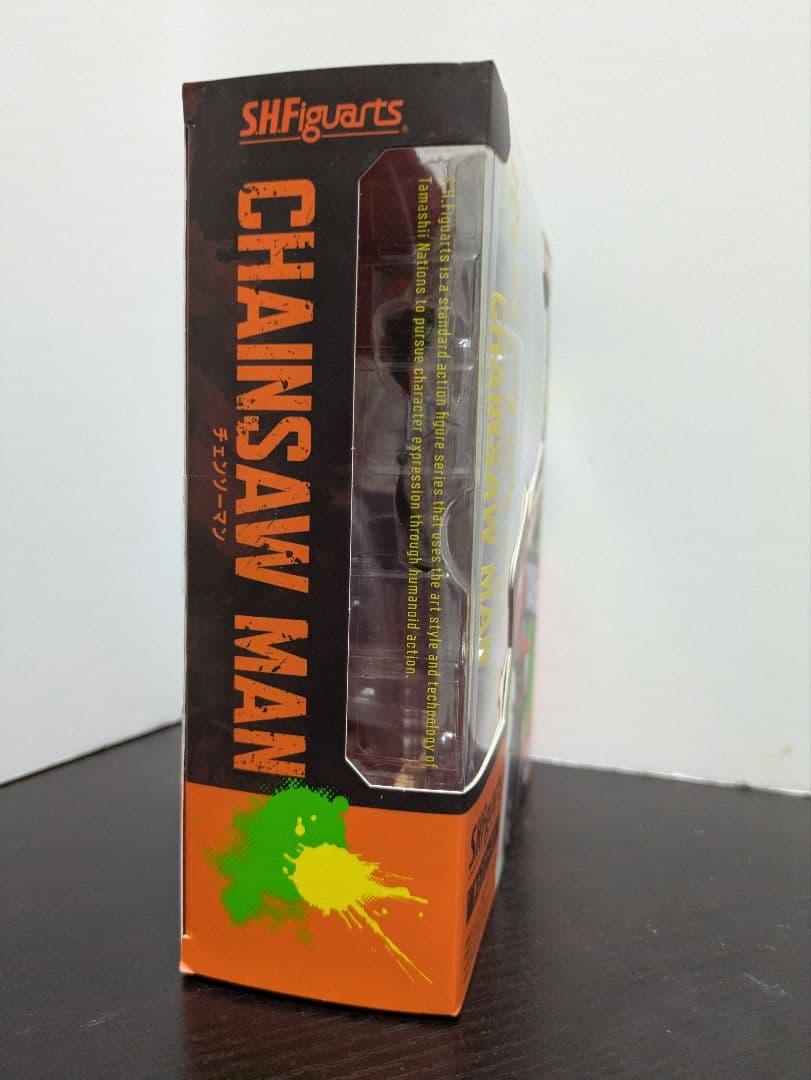 S.H.Figuarts
CHAINSAW MAN
チェンソーマン
S.H.Figuarts is a standard action figure series that uses the art style and technology of
Tamashii Nations to pursue character expression through humanoid action.
CHAINSAW MAN
S.H.Figuarts